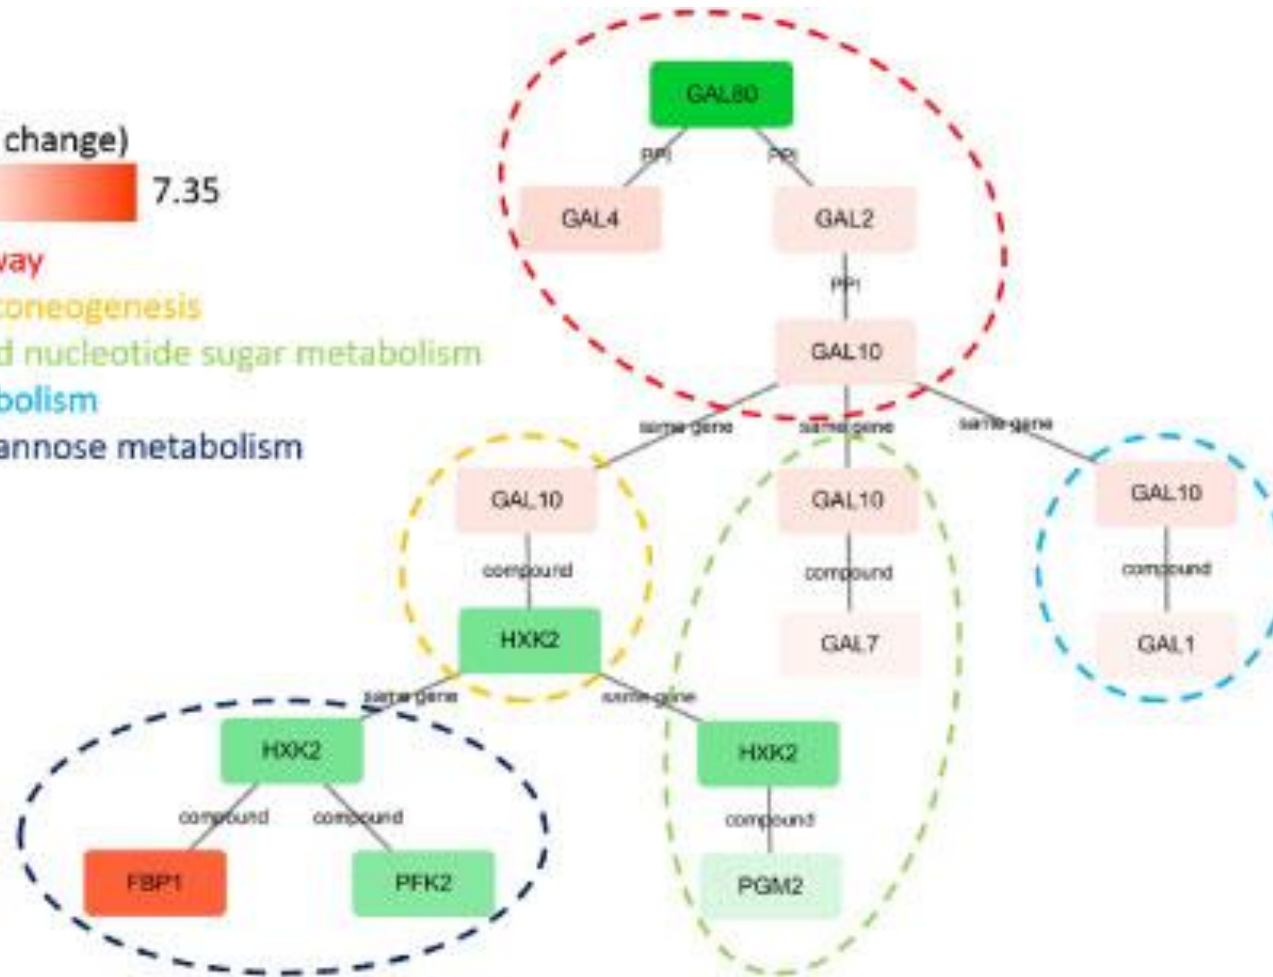 change)
7.35
way
coneogenesis
d nucleotide sugar metabolism
bolism
annose metabolism
GAL80
PPI PPI
GAL4 GAL2
PPI
GAL10
same gene same gene same gene
GAL10 GAL10 GAL10
compound compound compound
HXK2 GAL7 GAL1
same gene same gene
HXK2 HXK2
compound compound compound
FBP1 PFK2 PGM2